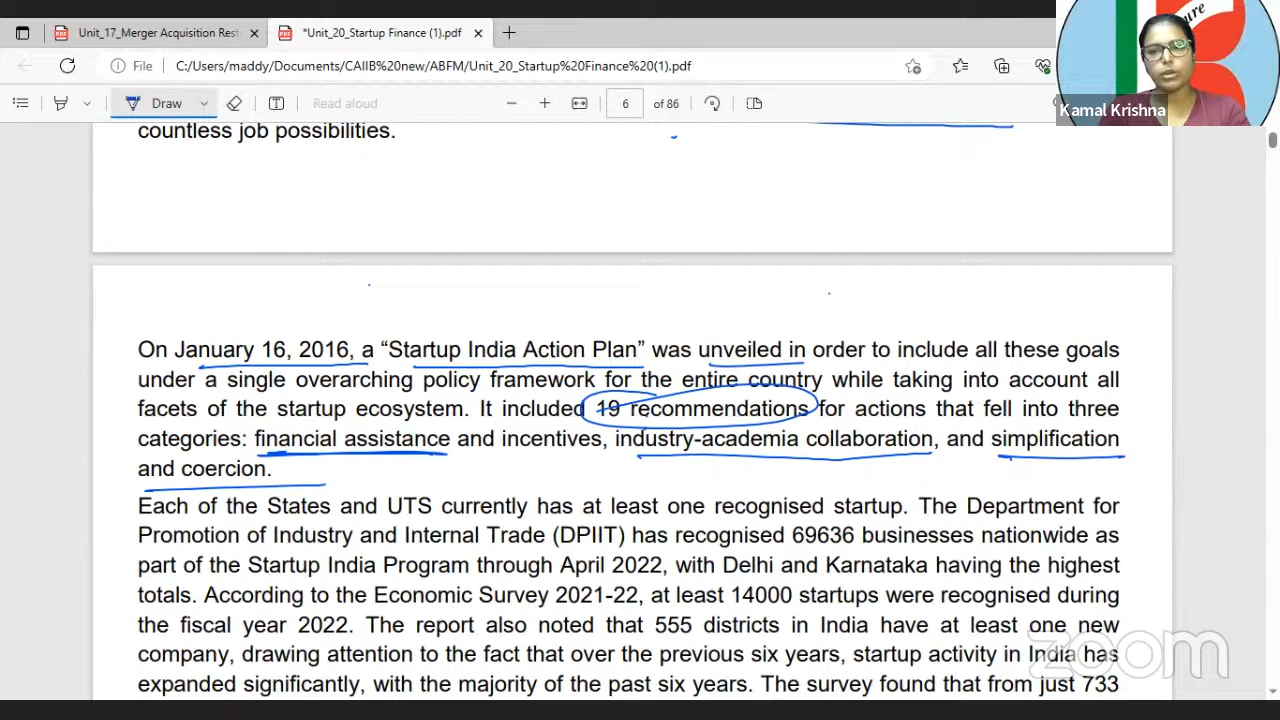 Unit_17_Merger Acquisition Rest
*Unit_20_Startup Finance (1).pdf
File
C:/Users/maddy/Documents/CAIIB%20new/ABFM/Unit_20_Startup%20Finance%20(1).pdf
Draw
Read aloud
6
of 86
Kamal Krishna
countless job possibilities.
On January 16, 2016, a “Startup India Action Plan” was unveiled in order to include all these goals
under a single overarching policy framework for the entire country while taking into account all
facets of the startup ecosystem. It included 19 recommendations for actions that fell into three
categories: financial assistance and incentives, industry-academia collaboration, and simplification
and coercion.
Each of the States and UTS currently has at least one recognised startup. The Department for
Promotion of Industry and Internal Trade (DPIIT) has recognised 69636 businesses nationwide as
part of the Startup India Program through April 2022, with Delhi and Karnataka having the highest
totals. According to the Economic Survey 2021-22, at least 14000 startups were recognised during
the fiscal year 2022. The report also noted that 555 districts in India have at least one new
company, drawing attention to the fact that over the previous six years, startup activity in India has
expanded significantly, with the majority of the past six years. The survey found that from just 733
zoom